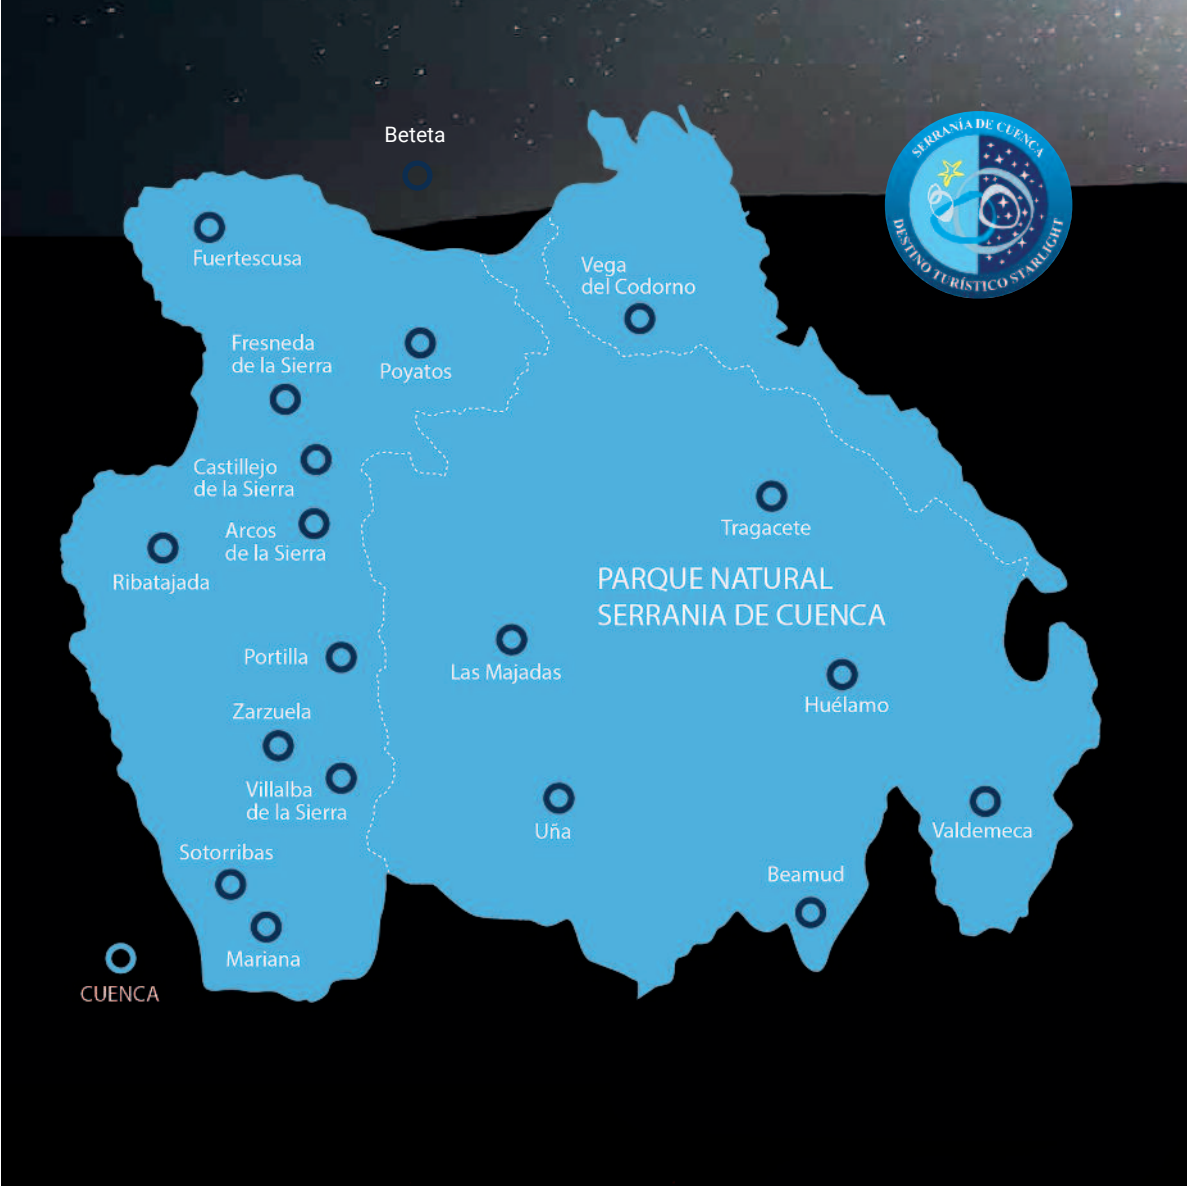 Beteta
SERRANÍA DE CUENCA
DESTINO TURÍSTICO STARLIGHT
Fuertescusa
Vega
del Codorno
Fresneda
de la Sierra
Poyatos
Castillejo
de la Sierra
Arcos
de la Sierra
Tragacete
Ribatajada
PARQUE NATURAL
SERRANIA DE CUENCA
Portilla
Las Majadas
Huélamo
Zarzuela
Villalba
de la Sierra
Uña
Valdemeca
Sotorribas
Beamud
Mariana
CUENCA